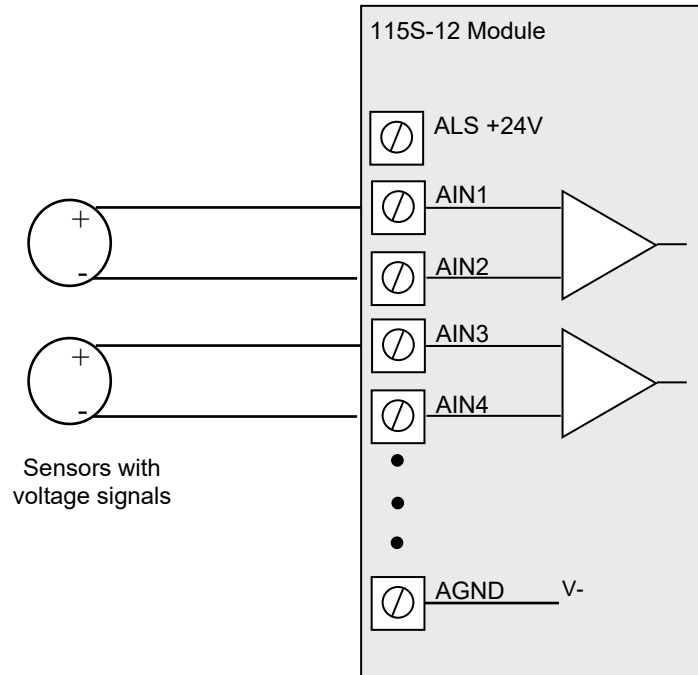 115S-12 Module
ALS +24V
+
AIN1
-
AIN2
+
AIN3
-
AIN4
Sensors with
voltage signals
AGND
V-